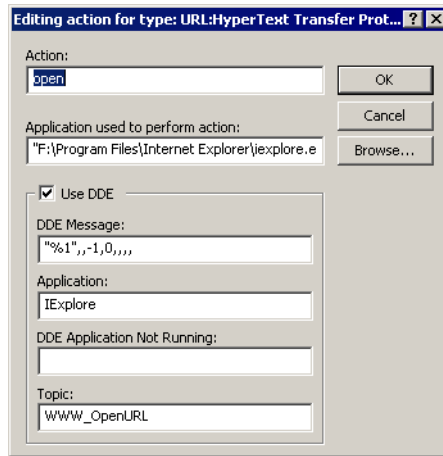 Editing action for type: URL:HyperText Transfer Prot...
Action:
open
OK
Cancel
Application used to perform action:
"F:\Program Files\Internet Explorer\iexplore.e
Browse...
Use DDE
DDE Message:
"%1",,-1,0,,,,
Application:
IExplore
DDE Application Not Running:
Topic:
WWW_OpenURL